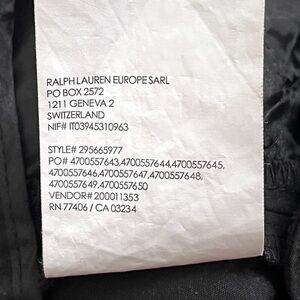 RALPH LAUREN EUROPE SARL
PO BOX 2572
1211 GENEVA 2
SWITZERLAND
NIF# IT03945310963
STYLE# 295665977
PO# 4700557643,4700557644,4700557645,
4700557646,4700557647,4700557648,
4700557649,4700557650
VENDOR# 200011353
RN 77406 / CA 03234